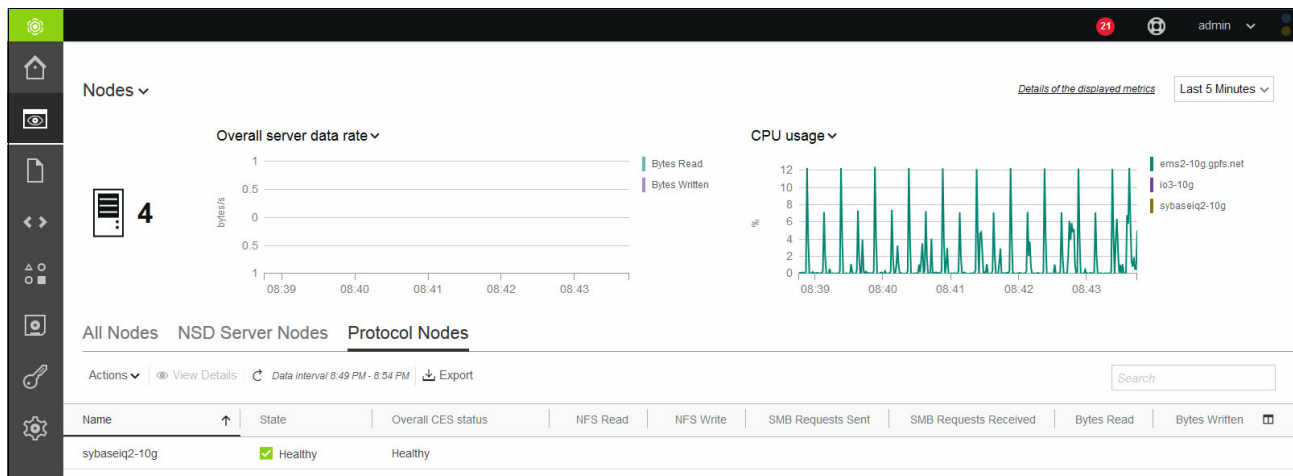 21 admin
Nodes
Details of the displayed metrics Last 5 Minutes
Overall server data rate
1
0.5
0
0.5
1
bytes/s
08:39 08:40 08:41 08:42 08:43
Bytes Read
Bytes Written
CPU usage
12
10
8
6
4
2
0
%
08:39 08:40 08:41 08:42 08:43
ems2-10g.gpfs.net
io3-10g
sybaseiq2-10g
4
All Nodes NSD Server Nodes Protocol Nodes
Actions View Details Data interval 8:49 PM - 8:54 PM Export Search
Name State Overall CES status NFS Read NFS Write SMB Requests Sent SMB Requests Received Bytes Read Bytes Written
sybaseiq2-10g Healthy Healthy